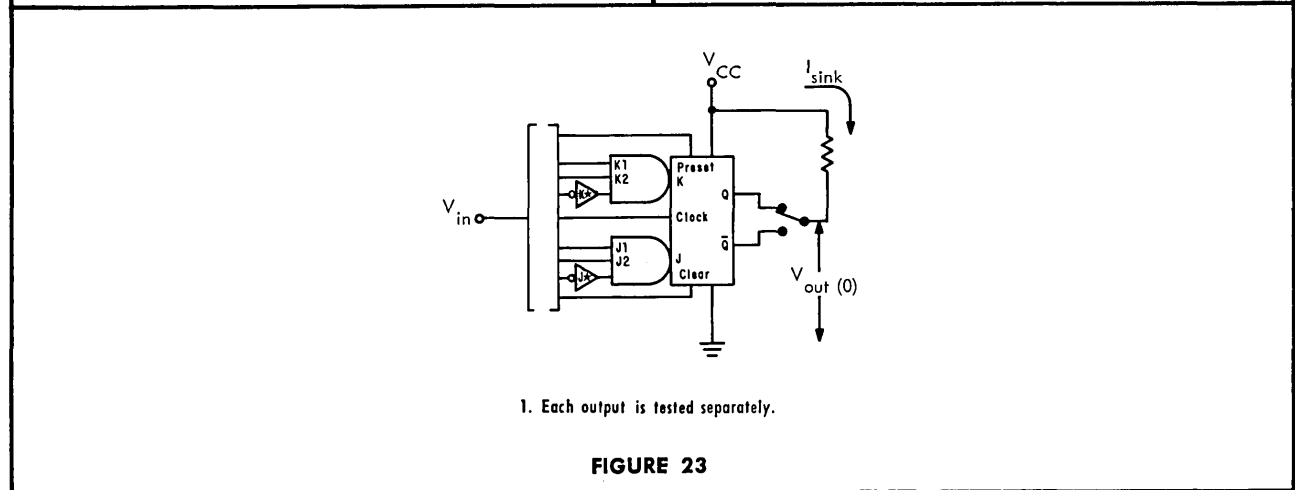 V CC
I sink
K1
K2
K*
Preset
K
Q
V in
Clock
J1
J2
J*
J
Clear
Q̅
V out (0)
1. Each output is tested separately.
FIGURE 23